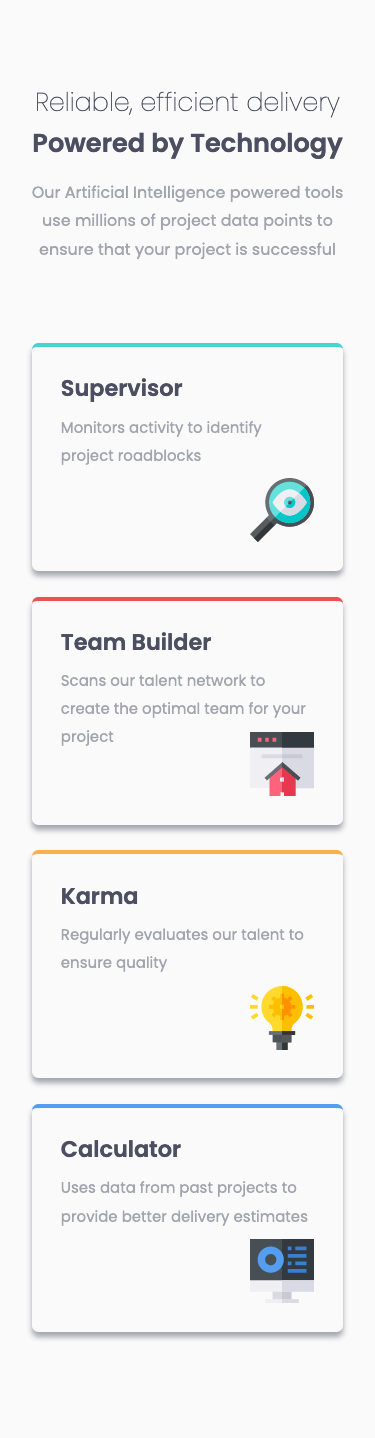 Reliable, efficient delivery
Powered by Technology
Our Artificial Intelligence powered tools
use millions of project data points to
ensure that your project is successful
Supervisor
Monitors activity to identify
project roadblocks
Team Builder
Scans our talent network to
create the optimal team for your
project
Karma
Regularly evaluates our talent to
ensure quality
Calculator
Uses data from past projects to
provide better delivery estimates